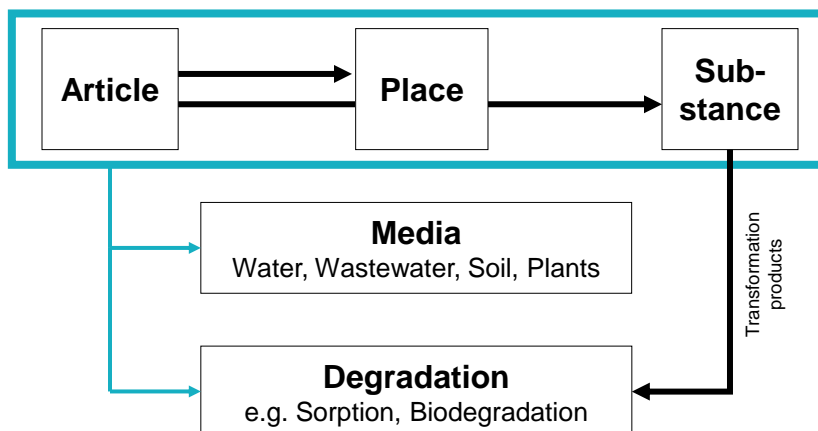 Article
Place
Sub-
stance
Media
Water, Wastewater, Soil, Plants
Transformation
products
Degradation
e.g. Sorption, Biodegradation